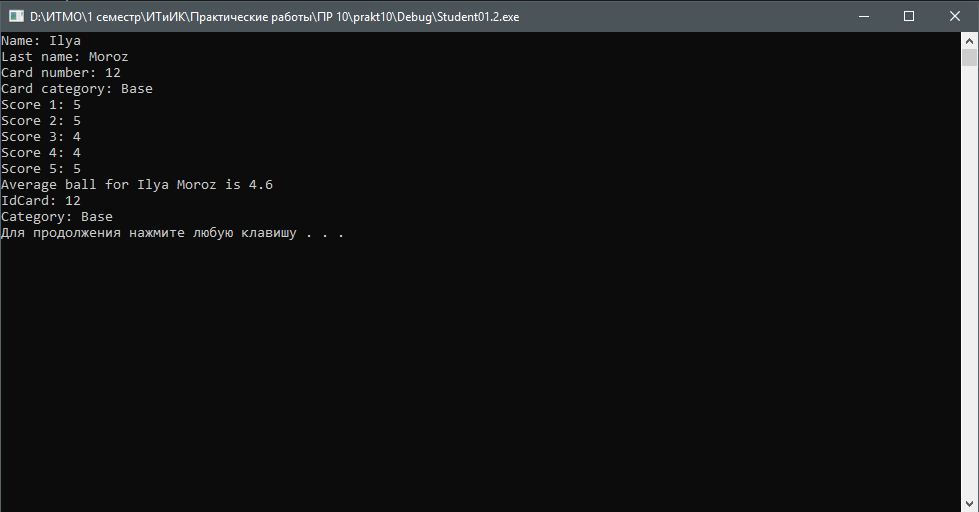 D:\ИТМО\1 семестр\ИТиИК\Практические работы\ПР 10\prakt10\Debug\Student01.2.exe
Name: Ilya
Last name: Moroz
Card number: 12
Card category: Base
Score 1: 5
Score 2: 5
Score 3: 4
Score 4: 4
Score 5: 5
Average ball for Ilya Moroz is 4.6
IdCard: 12
Category: Base
Для продолжения нажмите любую клавишу . . .